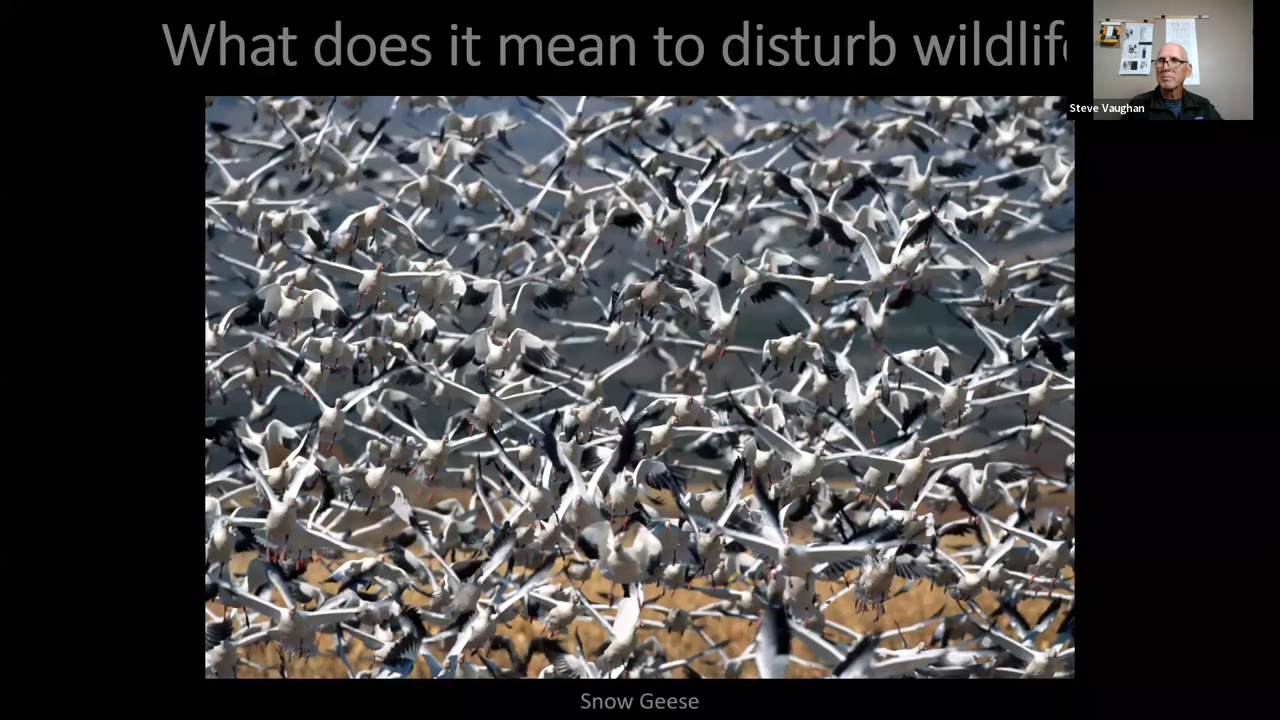 What does it mean to disturb wildlif
Steve Vaughan
Snow Geese